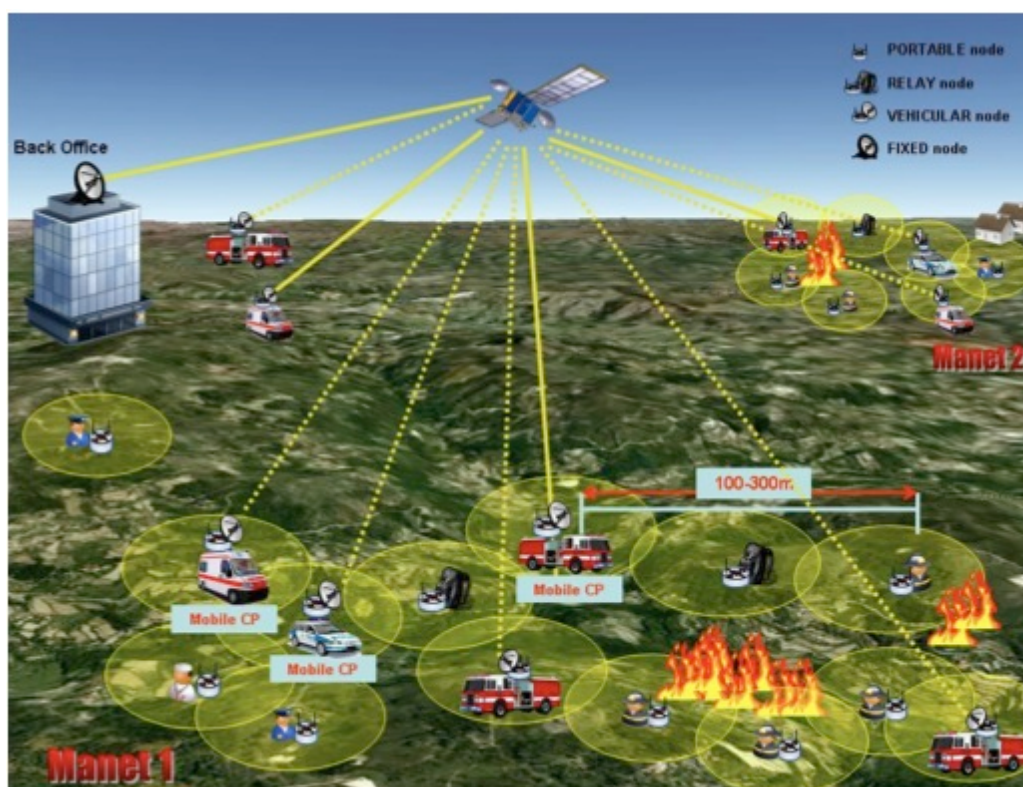 PORTABLE node
RELAY node
VEHICULAR node
FIXED node
Back Office
Manet 2
100-300m
Mobile CP
Mobile CP
Mobile CP
Manet 1